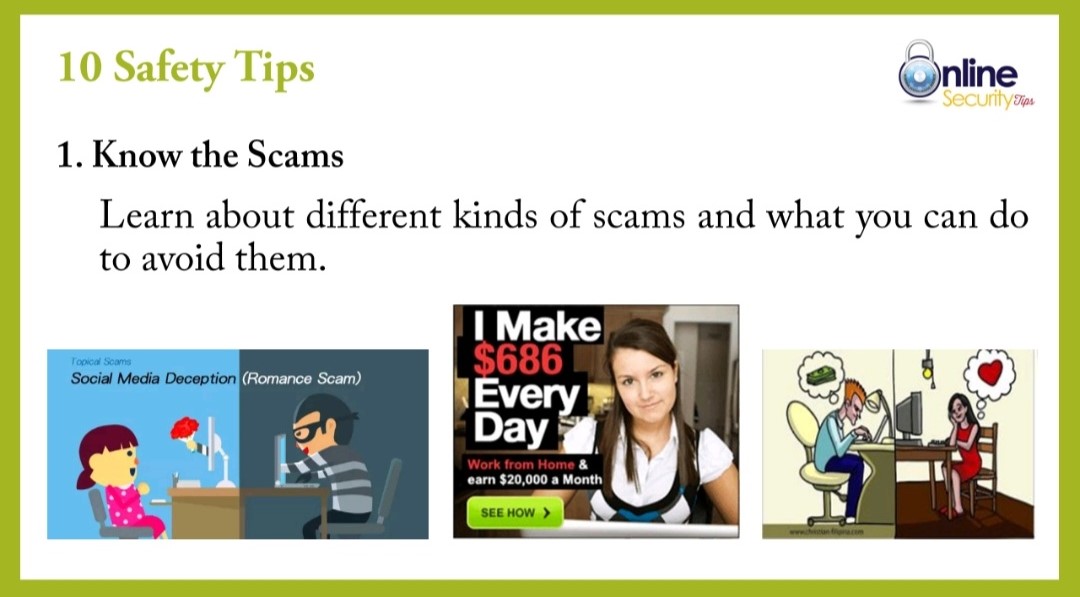 10 Safety Tips
Online
Security Tips
1. Know the Scams
Learn about different kinds of scams and what you can do
to avoid them.
Topical Scams
Social Media Deception (Romance Scam)
I Make
$686
Every
Day
Work from Home &
earn $20,000 a Month
SEE HOW >
www.christian-filipina.com